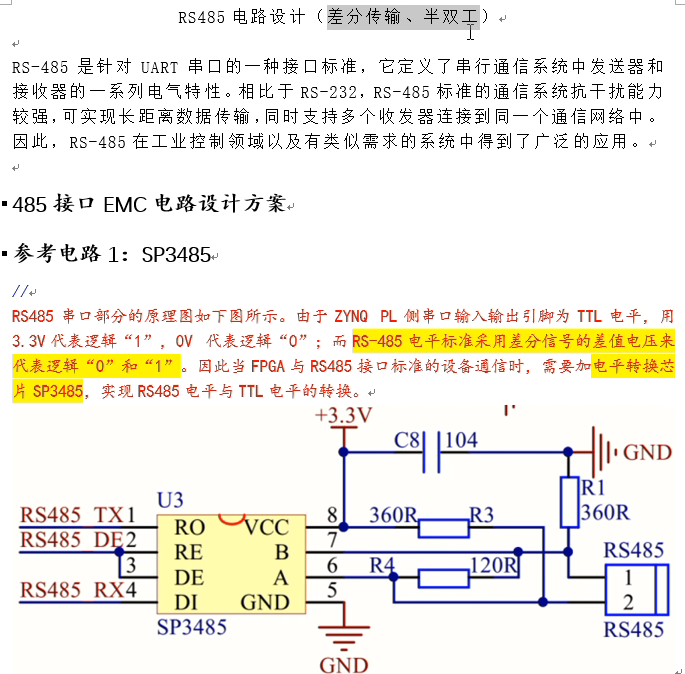 RS485 电路设计（差分传输、半双工）
RS-485 是针对 UART 串口的一种接口标准，它定义了串行通信系统中发送器和
接收器的一系列电气特性。相比于 RS-232，RS-485 标准的通信系统抗干扰能力
较强，可实现长距离数据传输，同时支持多个收发器连接到同一个通信网络中。
因此，RS-485 在工业控制领域以及有类似需求的系统中得到了广泛的应用。
485 接口 EMC 电路设计方案
参考电路 1：SP3485
//
RS485 串口部分的原理图如下图所示。由于 ZYNQ PL 侧串口输入输出引脚为 TTL 电平，用
3.3V 代表逻辑“1”，0V 代表逻辑“0”；而 RS-485 电平标准采用差分信号的差值电压来
代表逻辑“0”和“1”。因此当 FPGA 与 RS485 接口标准的设备通信时，需要加电平转换芯
片 SP3485，实现 RS485 电平与 TTL 电平的转换。
+3.3V
C8 104
GND
R1
360R
U3
RS485 TX 1 RO VCC 8 360R R3
RS485 DE 2 RE B 7
RS485
3 DE A 6 R4 120R
1
RS485 RX 4 DI GND 5
2
SP3485
RS485
GND